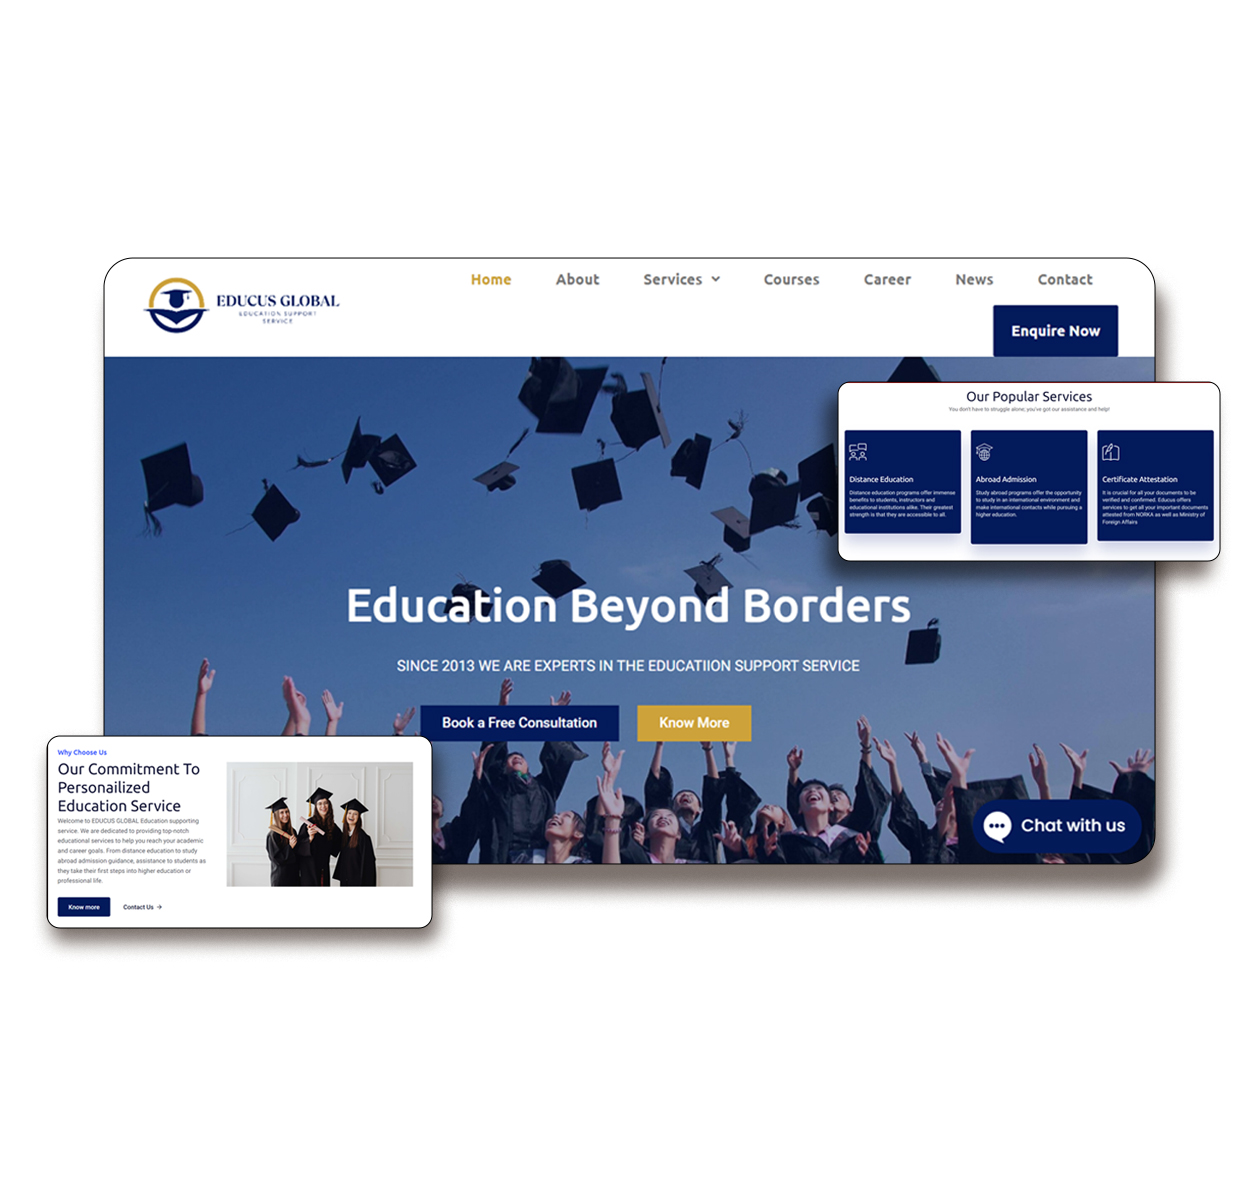 EDUCUS GLOBAL
EDUCATION SUPPORT
SERVICE
Home
About
Services
Courses
Career
News
Contact
Enquire Now
Education Beyond Borders
SINCE 2013 WE ARE EXPERTS IN THE EDUCATIION SUPPORT SERVICE
Book a Free Consultation
Know More
Chat with us
Our Popular Services
You don't have to struggle alone, you've got our assistance and help!
Distance Education
Distance education programs offer immense
benefits to students, instructors and
educational institutions alike. Their greatest
strength is that they are accessible to all.
Abroad Admission
Study abroad programs offer the opportunity
to study in an international environment and
make international contacts while pursuing a
higher education.
Certificate Attestation
It is crucial for all your documents to be
verified and confirmed. Educus offers
services to get all your important documents
attested from NORKA as well as Ministry of
Foreign Affairs
Why Choose Us
Our Commitment To
Personailized
Education Service
Welcome to EDUCUS GLOBAL Education supporting
service. We are dedicated to providing top-notch
educational services to help you reach your academic
and career goals. From distance education to study
abroad admission guidance, assistance to students as
they take their first steps into higher education or
professional life.
Know more
Contact Us →